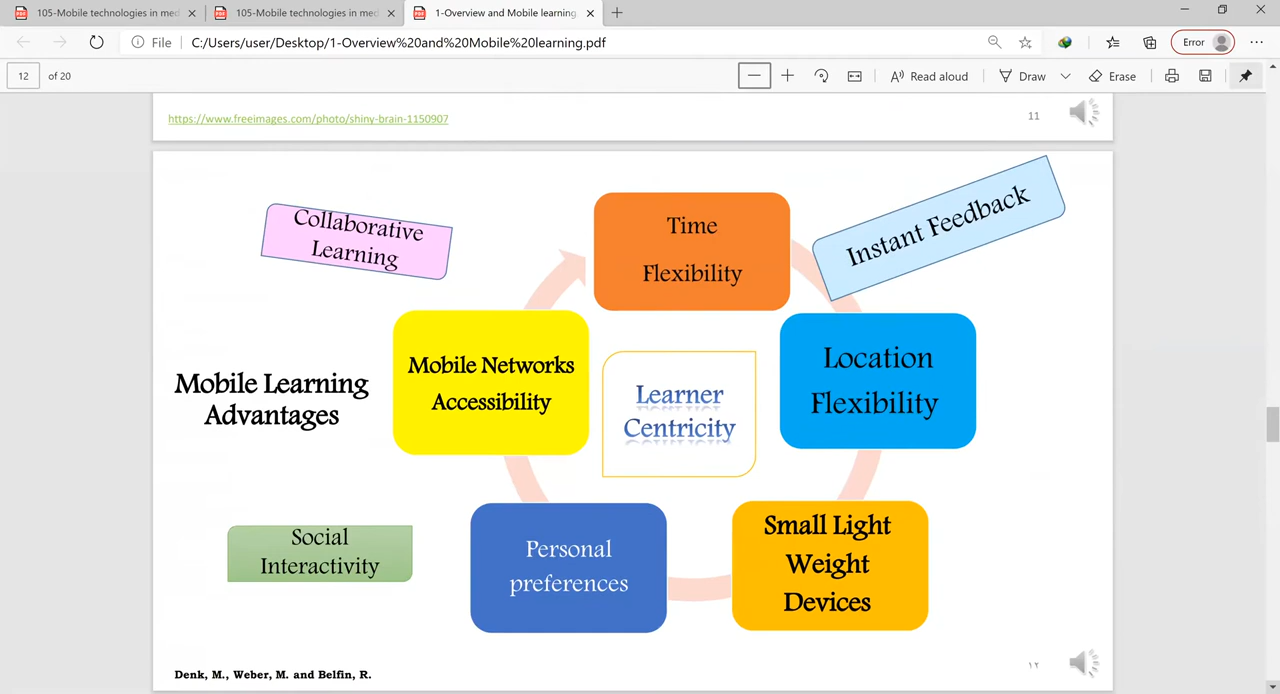 105-Mobile technologies in med
105-Mobile technologies in med
1-Overview and Mobile learning
File
C:/Users/user/Desktop/1-Overview%20and%20Mobile%20learning.pdf
Error
12 of 20
Read aloud
Draw
Erase
https://www.freeimages.com/photo/shiny-brain-1150907
11
Collaborative
Learning
Time
Flexibility
Instant Feedback
Mobile Networks
Accessibility
Learner
Centricity
Location
Flexibility
Mobile Learning
Advantages
Social
Interactivity
Personal
preferences
Small Light
Weight
Devices
Denk, M., Weber, M. and Belfin, R.
١٢